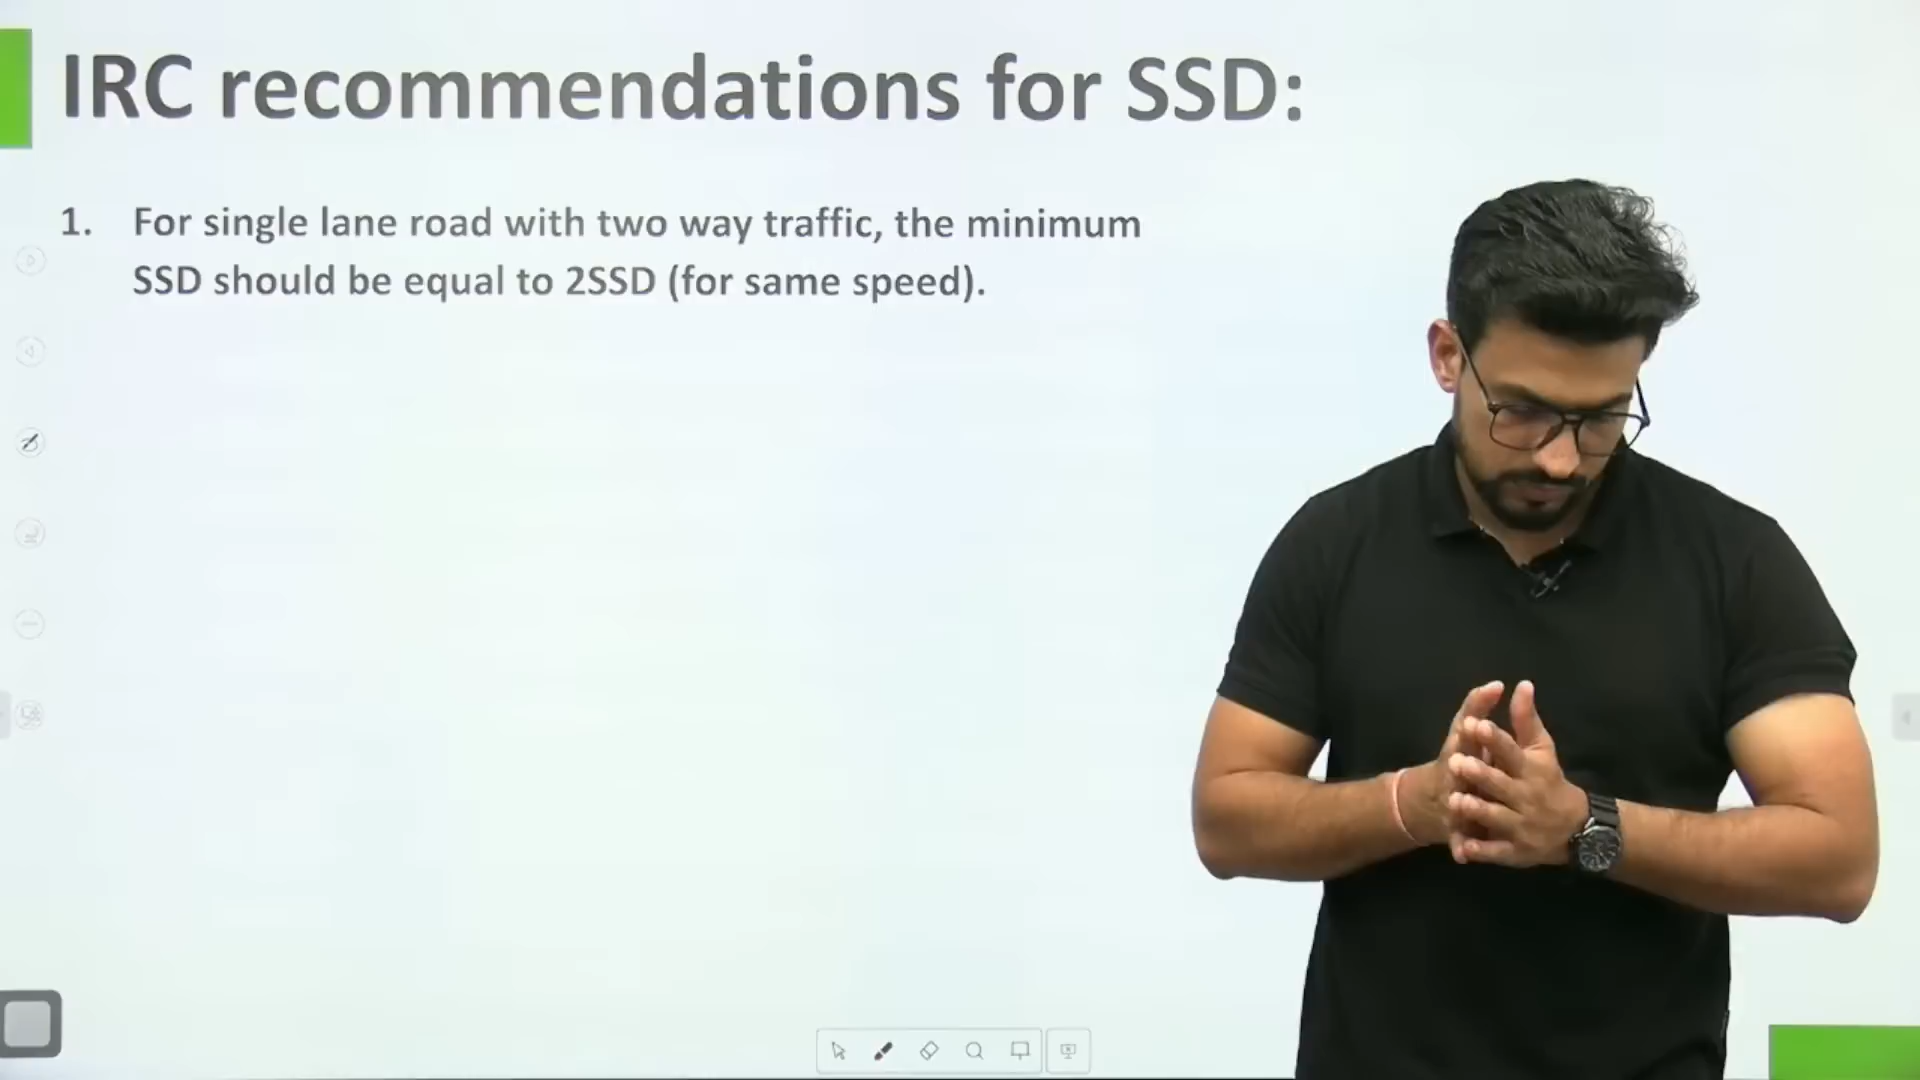 IRC recommendations for SSD:
1. For single lane road with two way traffic, the minimum
SSD should be equal to 2SSD (for same speed).